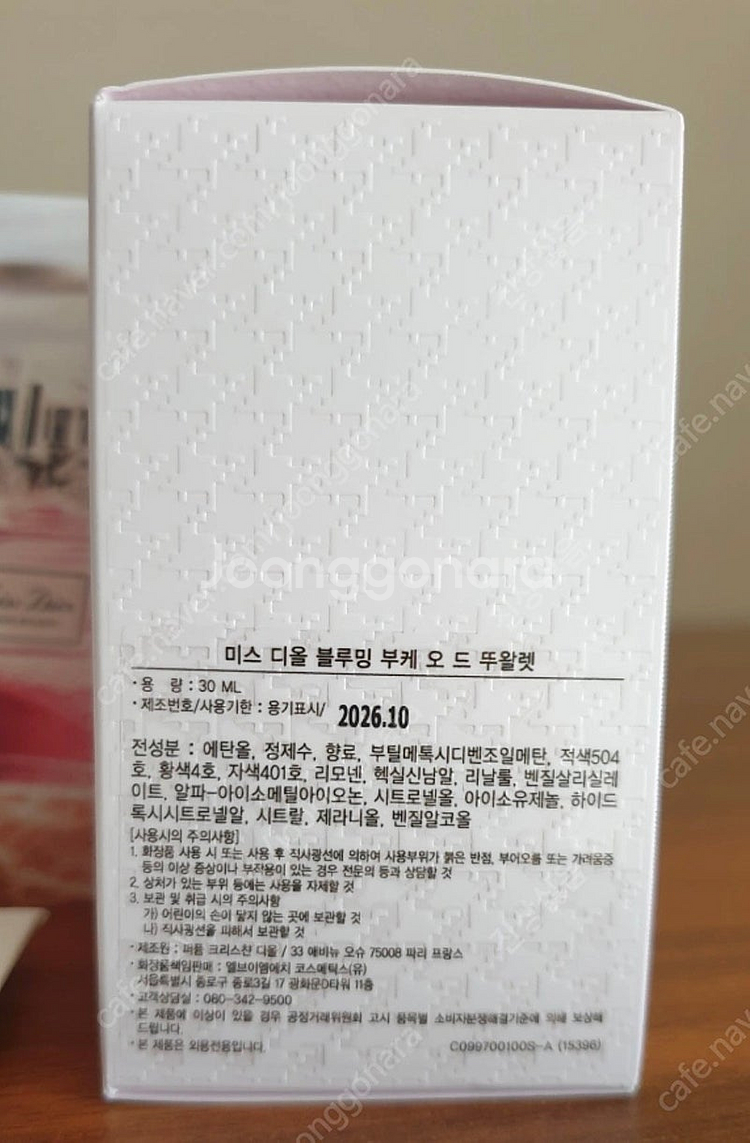 미스 디올 블루밍 부케 오 드 뚜왈렛
·용 량 : 30 ML
·제조번호/사용기한 : 용기표시/ 2026.10
전성분 : 에탄올, 정제수, 향료, 부틸메톡시디벤조일메탄, 적색504
호, 황색4호, 자색401호, 리모넨, 헥실신남알, 리날룰, 벤질살리실레
이트, 알파-아이소메틸아이오논, 시트로넬올, 아이소유제놀, 하이드
록시시트로넬알, 시트랄, 제라니올, 벤질알코올
[사용시의 주의사항]
1. 화장품 사용 시 또는 사용 후 직사광선에 의하여 사용부위가 붉은 반점, 부어오름 또는 가려움증
등의 이상 증상이나 부작용이 있는 경우 전문의 등과 상담할 것
2. 상처가 있는 부위 등에는 사용을 자제할 것
3. 보관 및 취급 시의 주의사항
가) 어린이의 손이 닿지 않는 곳에 보관할 것
나) 직사광선을 피해서 보관할 것
·제조원 : 퍼퓸 크리스챤 디올 / 33 애비뉴 오슈 75008 파리 프랑스
·화장품책임판매 : 엘브이엠에치 코스메틱스(유)
서울특별시 종로구 종로3길 17 광화문D타워 11층
·고객상담실 : 080-342-9500
·본 제품에 이상이 있을 경우 공정거래위원회 고시 품목별 소비자분쟁해결기준에 의해 보상해
드립니다.
·본 제품은 외용전용입니다.
C099700100S-A (15396)
Joonggonara
cafe.naver.com/joonggonara